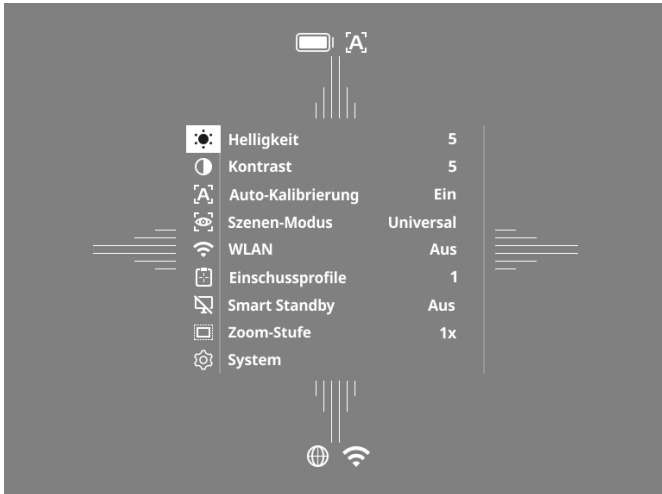 [A]
Helligkeit 5
Kontrast 5
[A] Auto-Kalibrierung Ein
Szenen-Modus Universal
WLAN Aus
Einschussprofile 1
Smart Standby Aus
Zoom-Stufe 1x
System